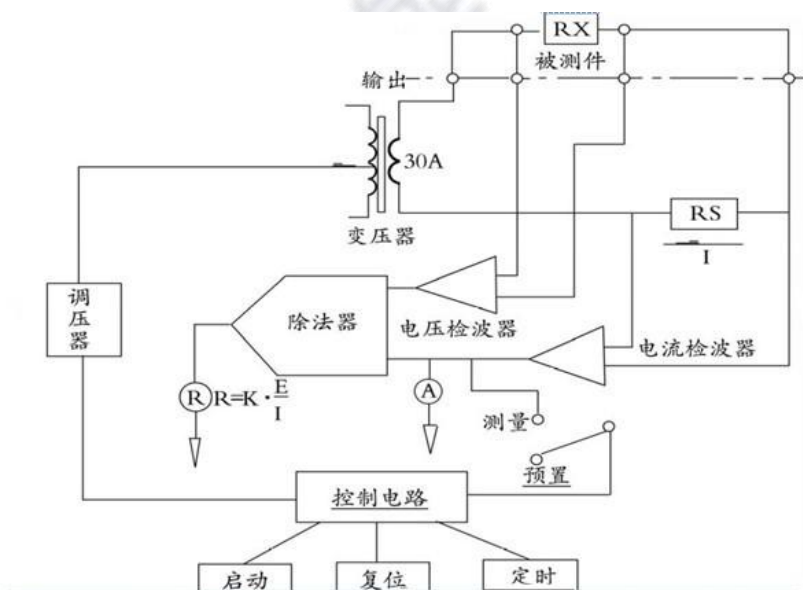 RX
被测件
输出
30A
变压器
RS
I
调压器
除法器
电压检波器
电流检波器
R
R=K·E/I
A
测量
预置
控制电路
启动
复位
定时